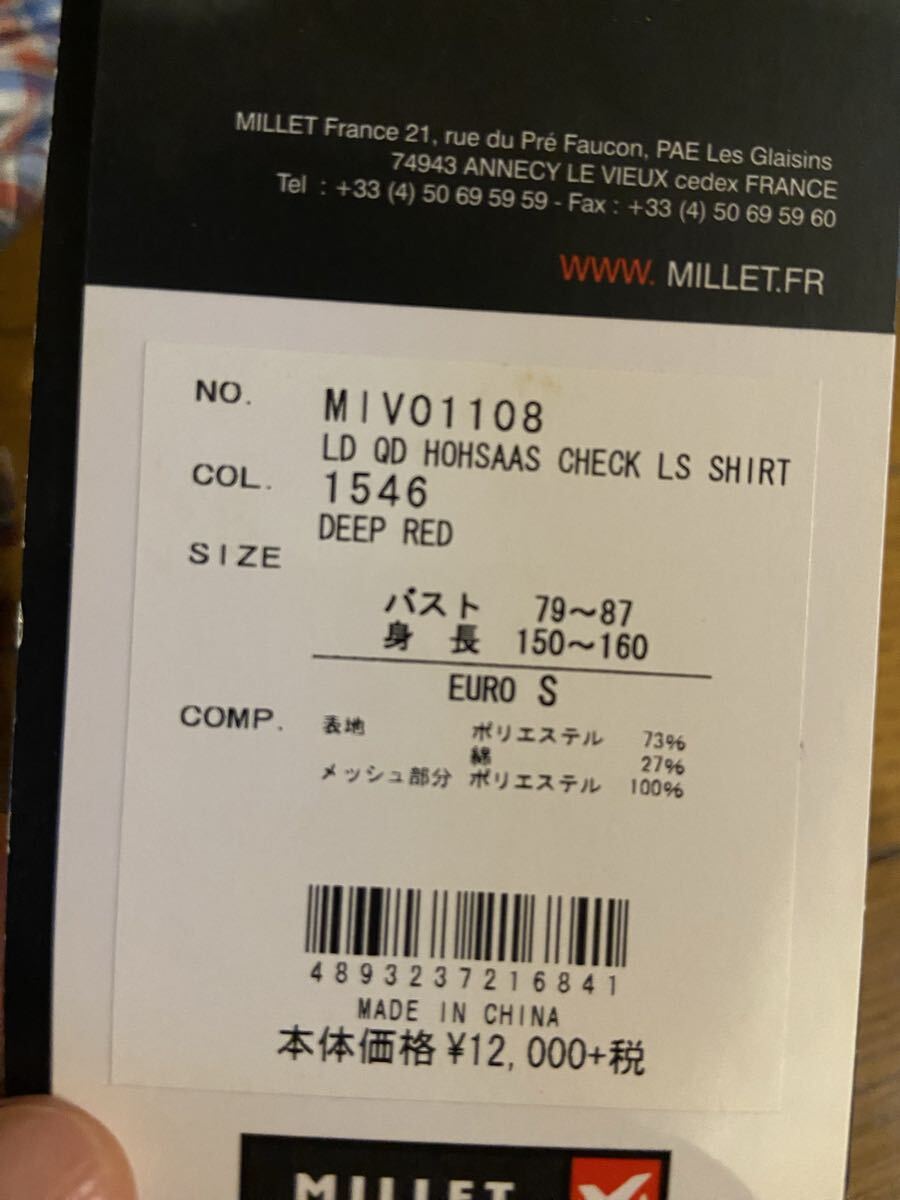 MILLET France 21, rue du Pré Faucon, PAE Les Glaisins
74943 ANNECY LE VIEUX cedex FRANCE
Tel : +33 (4) 50 69 59 59 - Fax : +33 (4) 50 69 59 60
WWW. MILLET.FR
NO. MIV01108
LD QD HOHSAAS CHECK LS SHIRT
COL. 1546
DEEP RED
SIZE
バスト 79～87
身 長 150～160
EURO S
COMP. 表地 ポリエステル 73%
綿 27%
メッシュ部分 ポリエステル 100%
4893237216841
MADE IN CHINA
本体価格 ¥12,000+税
MILLET